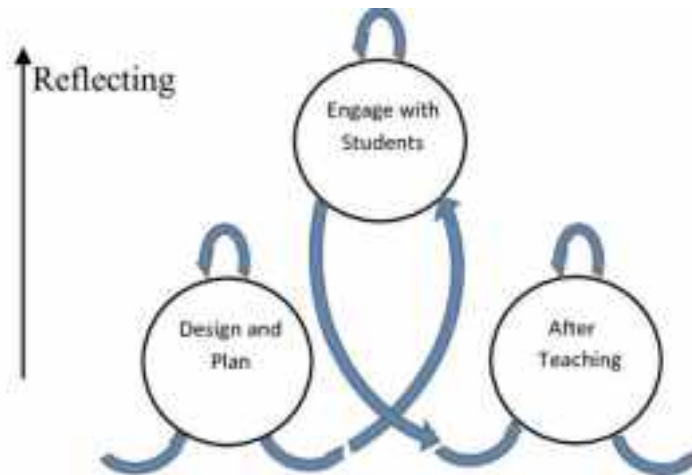 Reflecting
Engage with
Students
Design and
Plan
After
Teaching